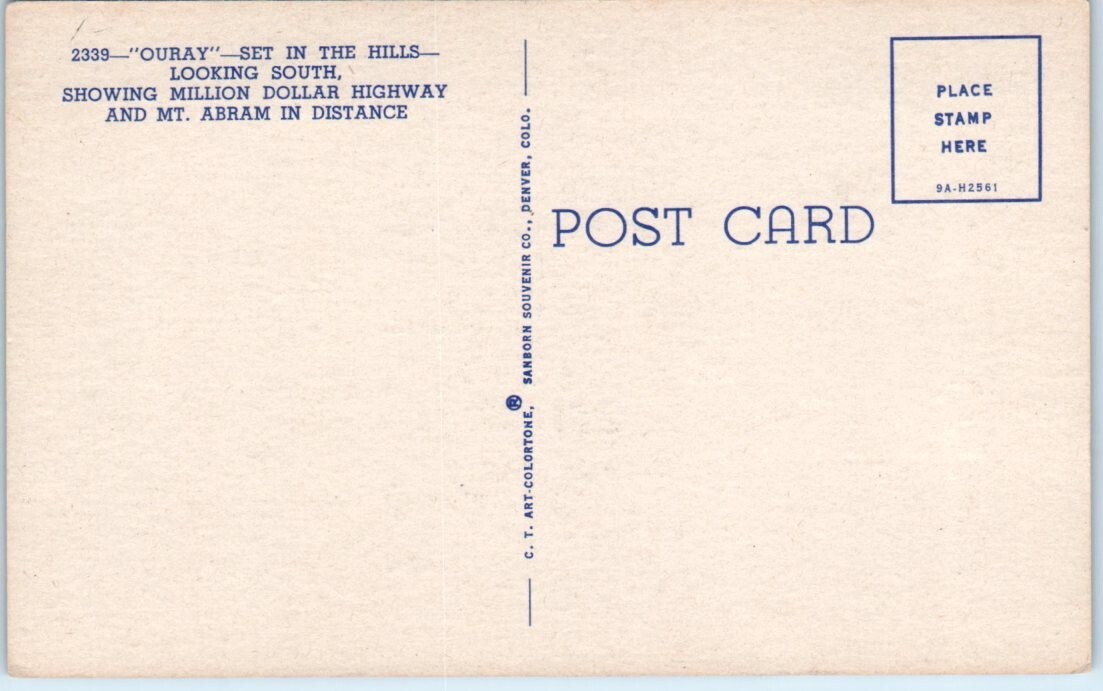 2339—"OURAY"—SET IN THE HILLS—
LOOKING SOUTH,
SHOWING MILLION DOLLAR HIGHWAY
AND MT. ABRAM IN DISTANCE
C. T. ART-COLORTONE, ® SANBORN SOUVENIR CO., DENVER, COLO.
POST CARD
PLACE
STAMP
HERE
9A-H2561